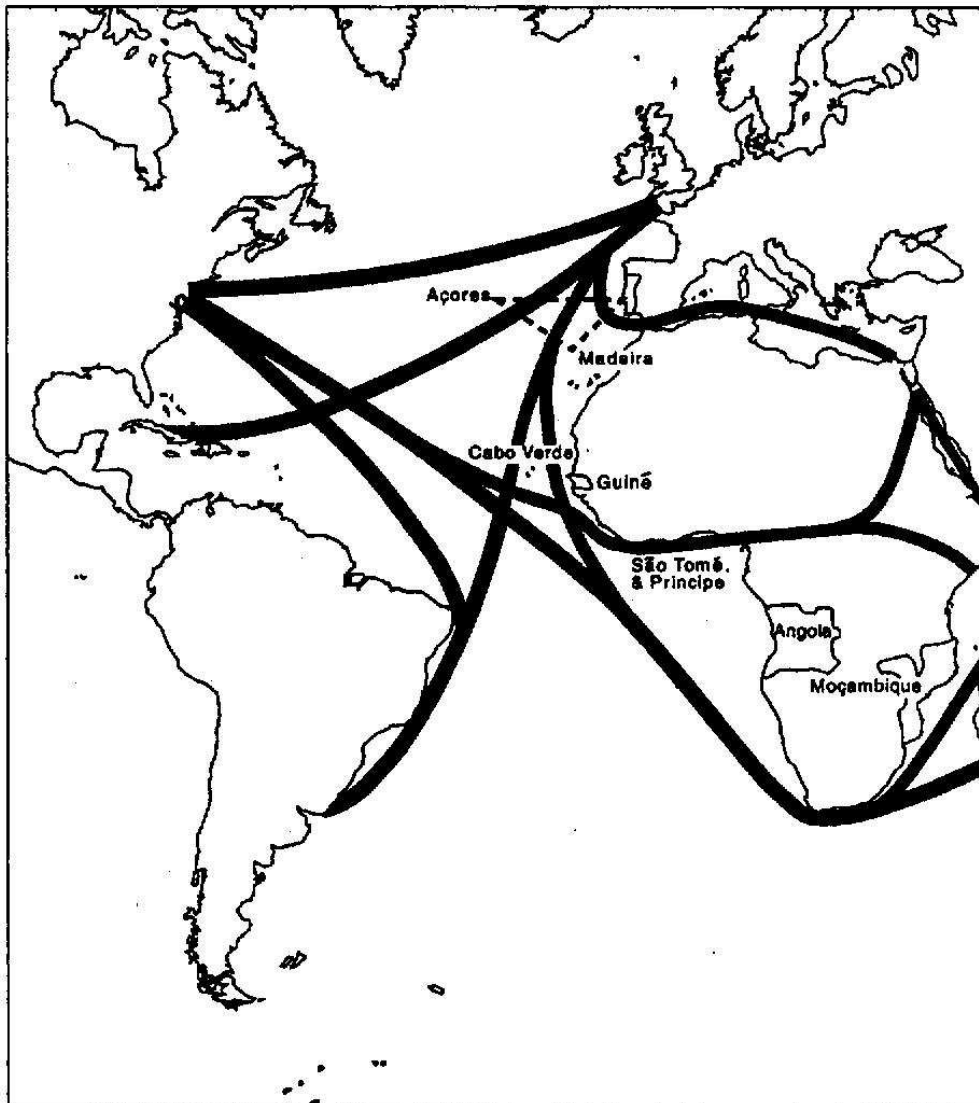 Açores
Madeira
Cabo Verde
Guiné
São Tomé,
& Principe
Angola
Moçambique